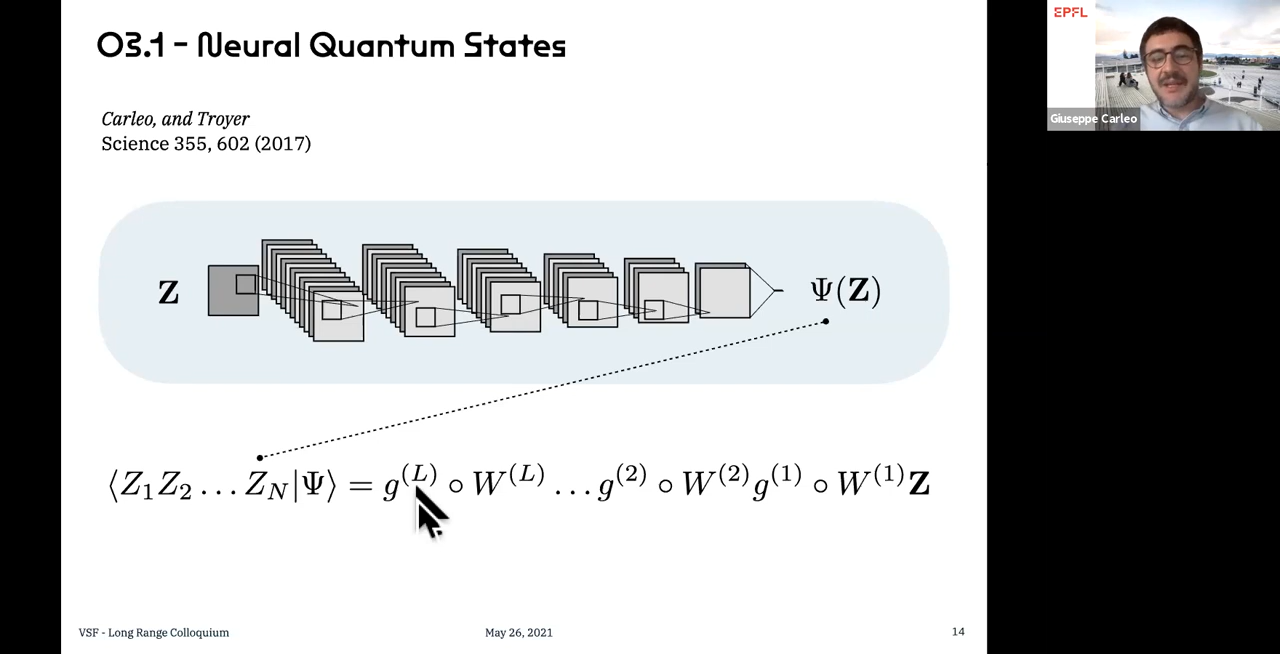 O3.1 - Neural Quantum States
Carleo, and Troyer
Science 355, 602 (2017)
Z
Ψ(Z)
⟨Z₁Z₂ … Z_N|Ψ⟩ = g^(L) ∘ W^(L) … g^(2) ∘ W^(2) g^(1) ∘ W^(1) Z
VSF - Long Range Colloquium
May 26, 2021
14
EPFL
Giuseppe Carleo